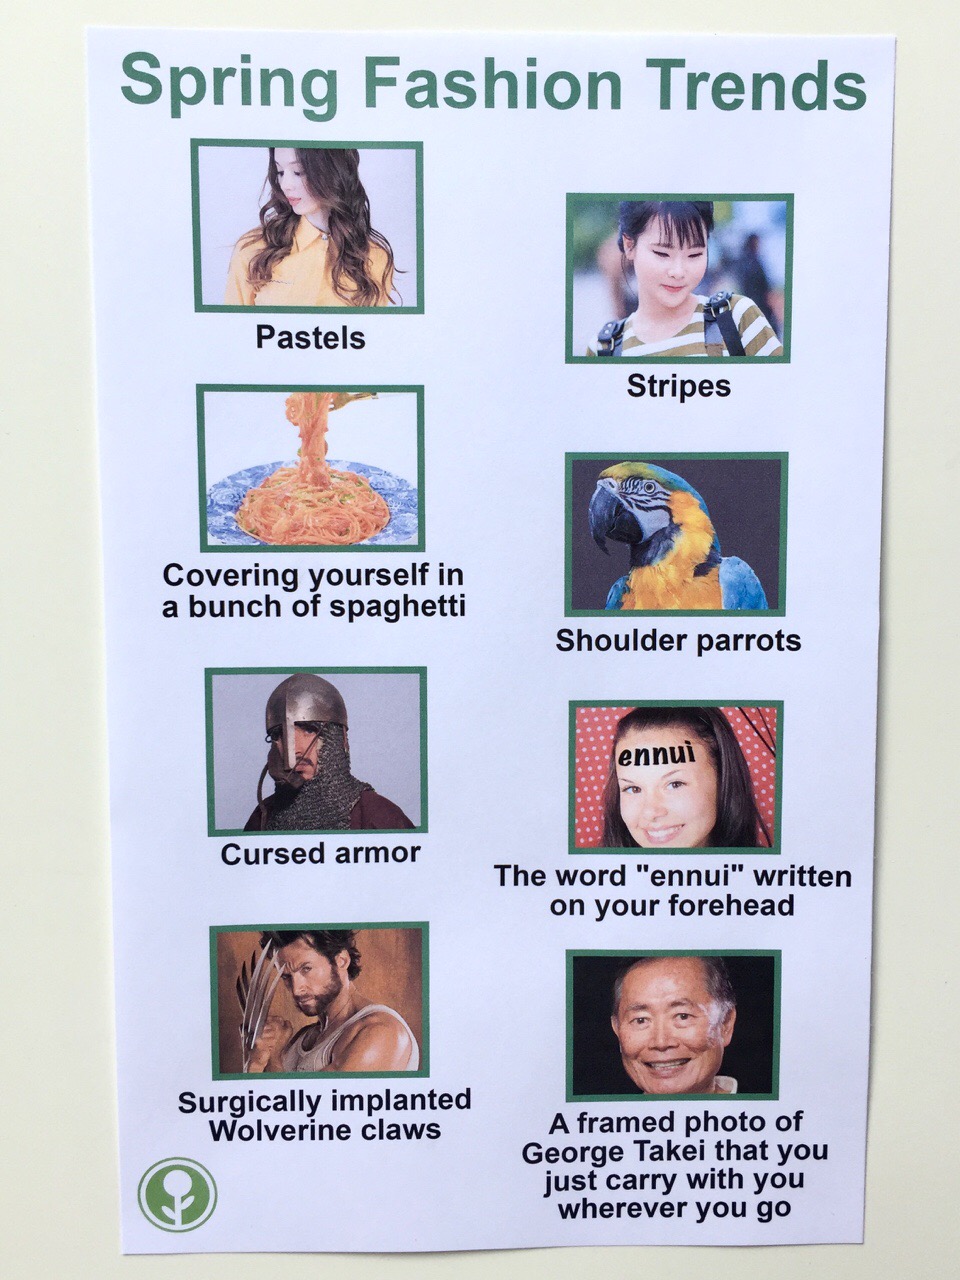 Spring Fashion Trends
Pastels
Stripes
Covering yourself in
a bunch of spaghetti
Shoulder parrots
Cursed armor
ennui
The word "ennui" written
on your forehead
Surgically implanted
Wolverine claws
A framed photo of
George Takei that you
just carry with you
wherever you go